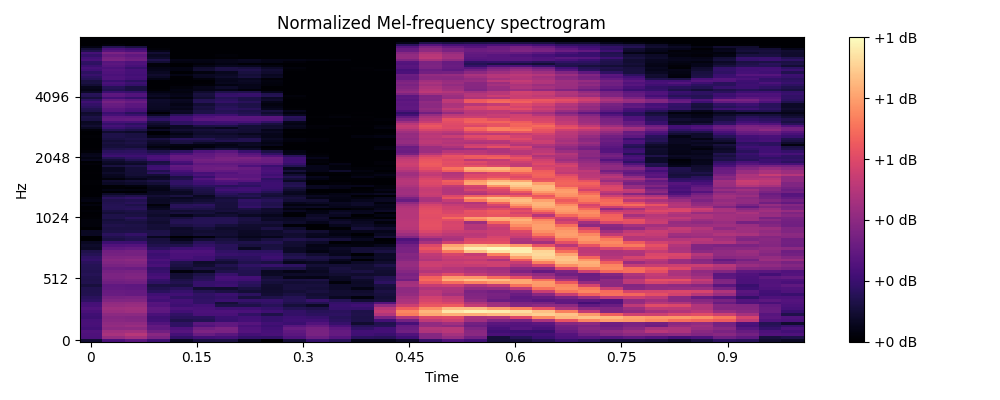 Normalized Mel-frequency spectrogram
Hz
4096
2048
1024
512
0
0 0.15 0.3 0.45 0.6 0.75 0.9
Time
+1 dB
+1 dB
+1 dB
+0 dB
+0 dB
+0 dB